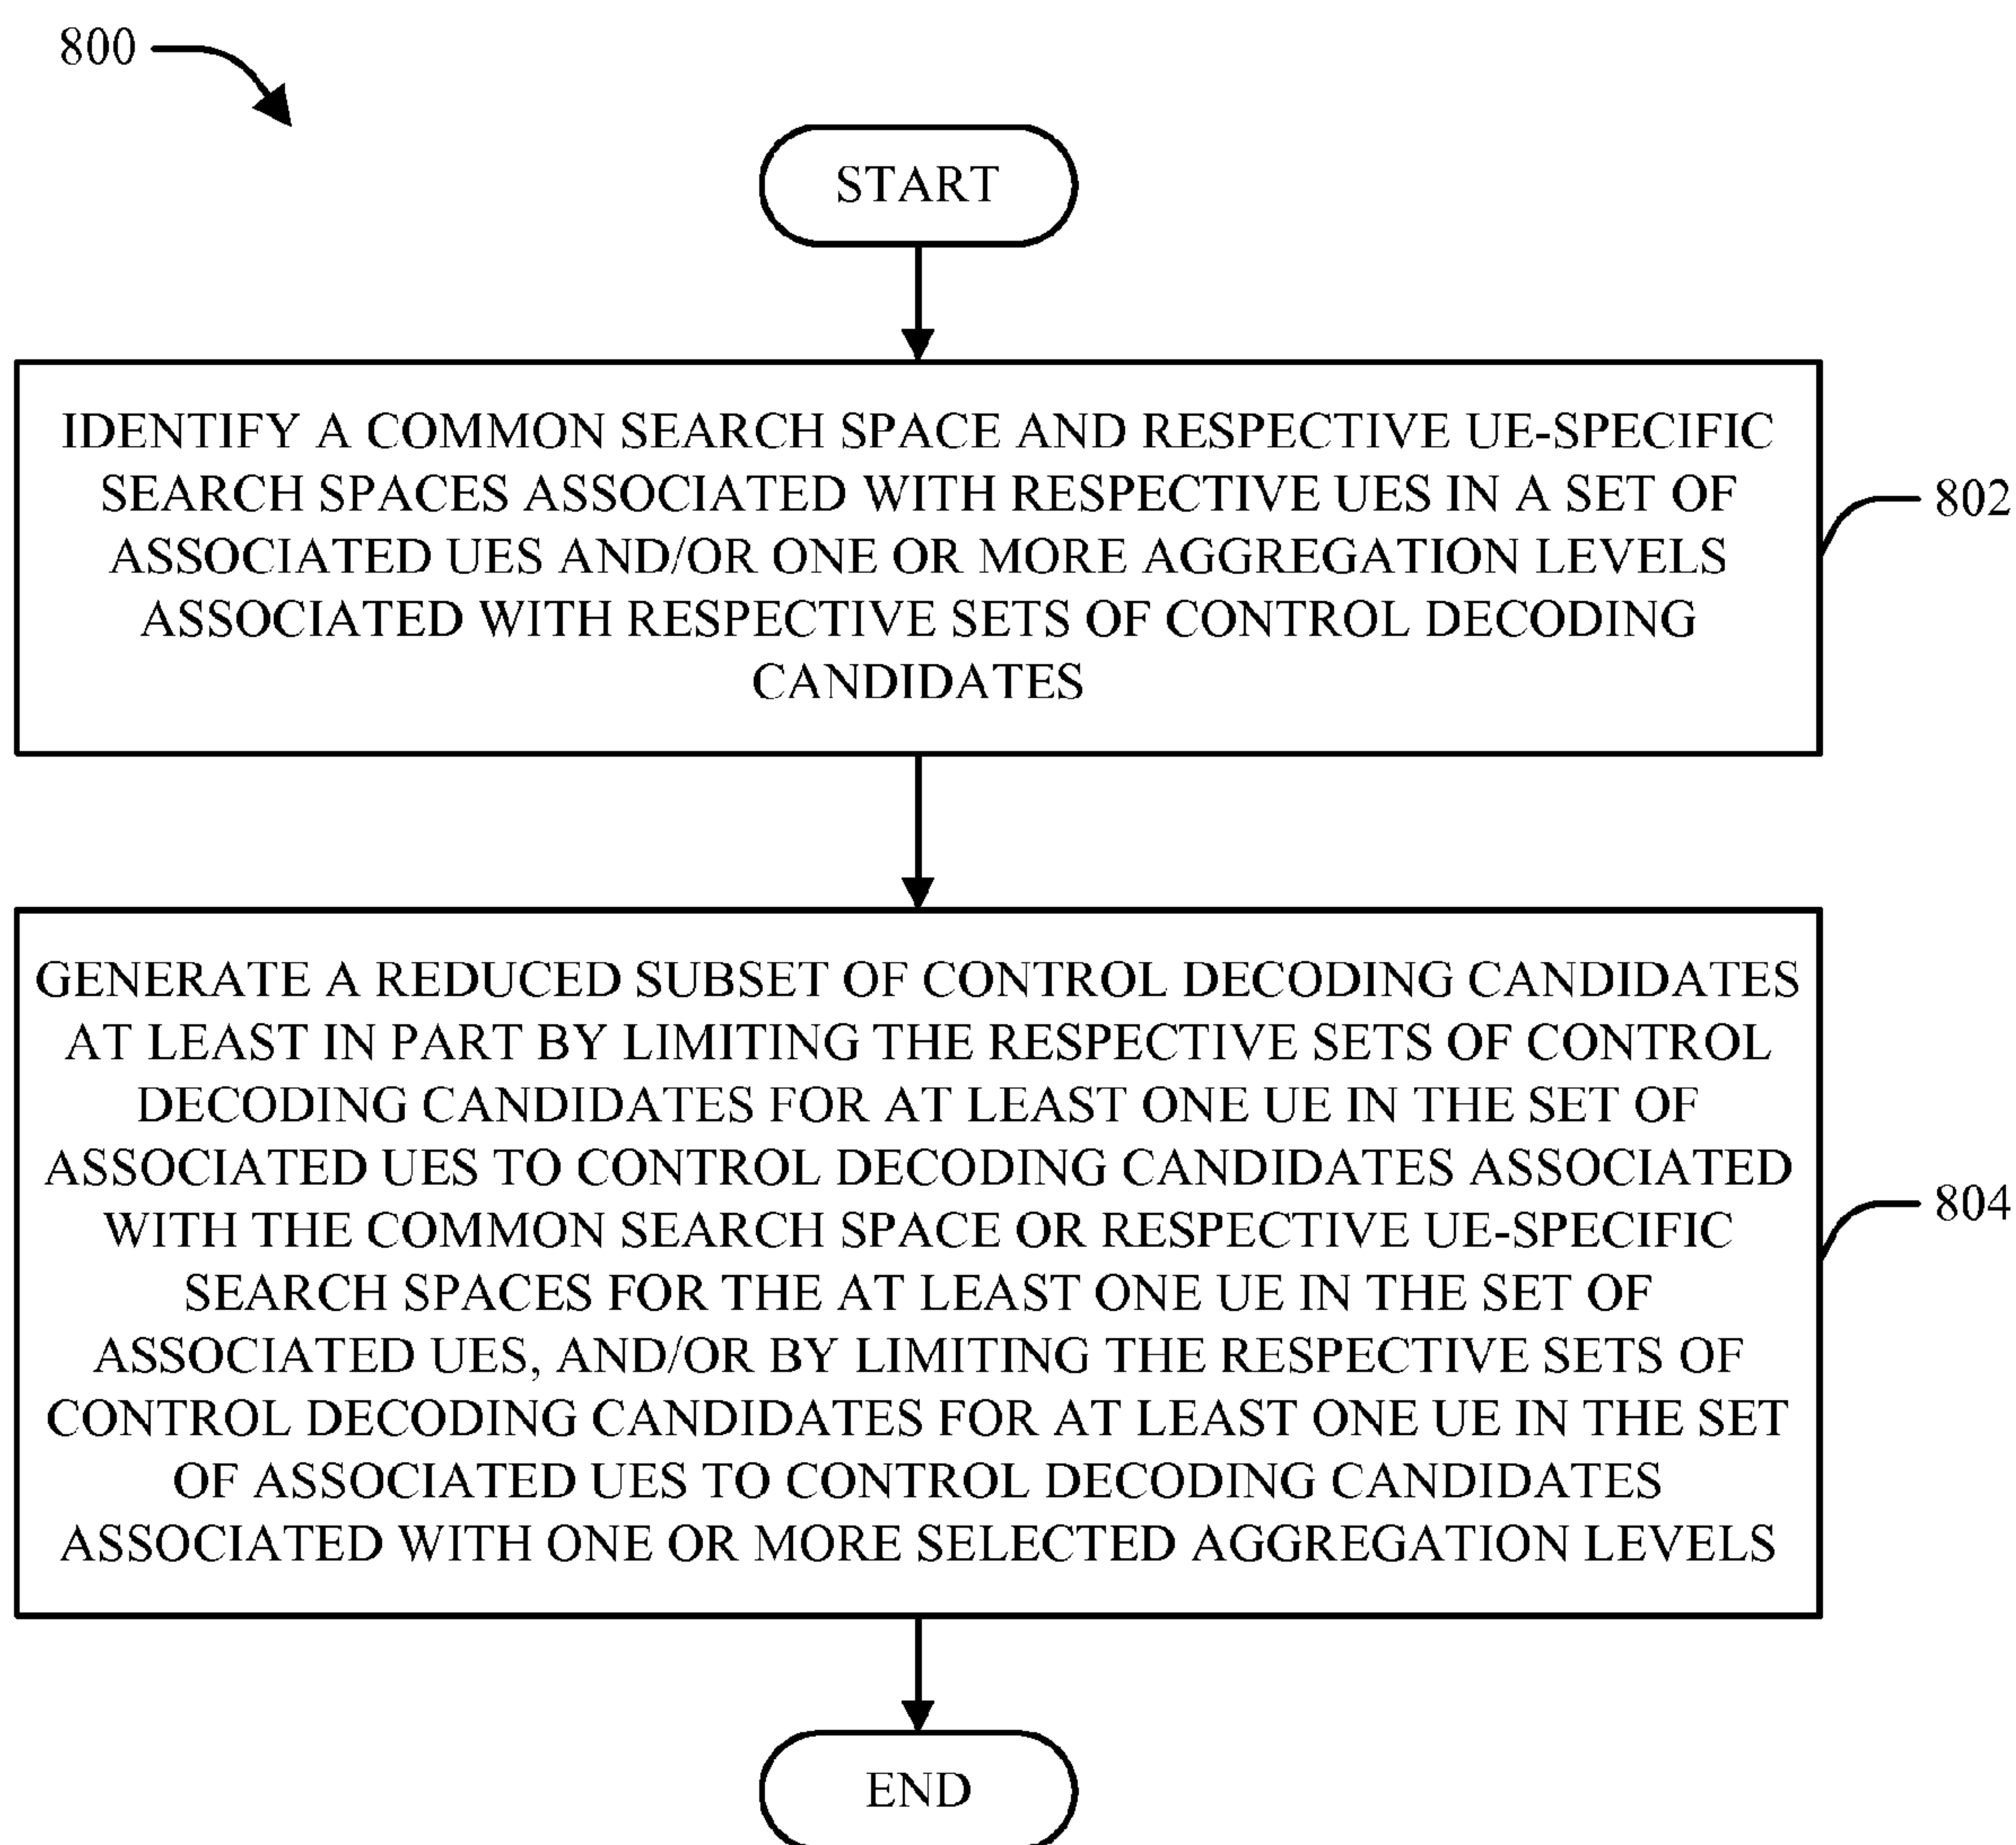 800
START
IDENTIFY A COMMON SEARCH SPACE AND RESPECTIVE UE-SPECIFIC
SEARCH SPACES ASSOCIATED WITH RESPECTIVE UES IN A SET OF
ASSOCIATED UES AND/OR ONE OR MORE AGGREGATION LEVELS
ASSOCIATED WITH RESPECTIVE SETS OF CONTROL DECODING
CANDIDATES
802
GENERATE A REDUCED SUBSET OF CONTROL DECODING CANDIDATES
AT LEAST IN PART BY LIMITING THE RESPECTIVE SETS OF CONTROL
DECODING CANDIDATES FOR AT LEAST ONE UE IN THE SET OF
ASSOCIATED UES TO CONTROL DECODING CANDIDATES ASSOCIATED
WITH THE COMMON SEARCH SPACE OR RESPECTIVE UE-SPECIFIC
SEARCH SPACES FOR THE AT LEAST ONE UE IN THE SET OF
ASSOCIATED UES, AND/OR BY LIMITING THE RESPECTIVE SETS OF
CONTROL DECODING CANDIDATES FOR AT LEAST ONE UE IN THE SET
OF ASSOCIATED UES TO CONTROL DECODING CANDIDATES
ASSOCIATED WITH ONE OR MORE SELECTED AGGREGATION LEVELS
804
END